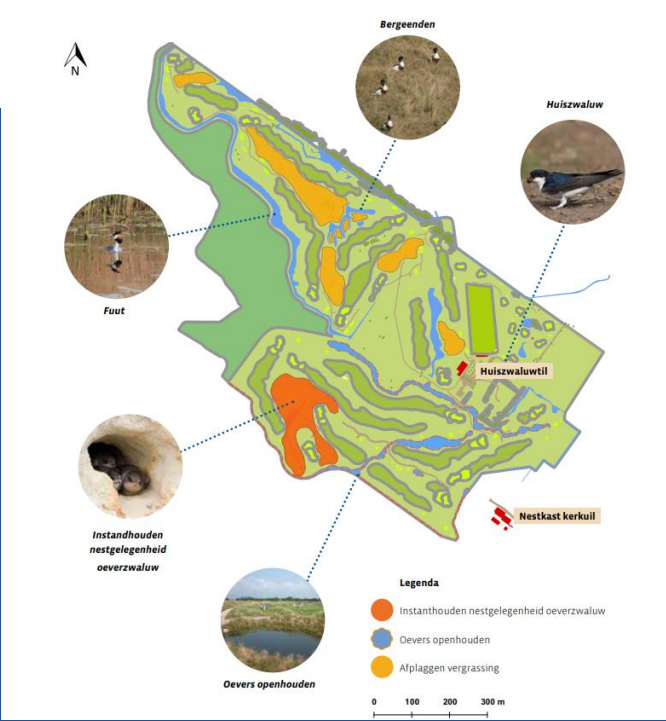 Bergeenden
N
Huiszwaluw
Fuut
Huiszwaluwtil
Instandhouden
nestgelegenheid
oeverzwaluw
Nestkast kerkuil
Oevers openhouden
Legenda
Instanthouden nestgelegenheid oeverzwaluw
Oevers openhouden
Afplaggen vergrassing
0 100 200 300 m